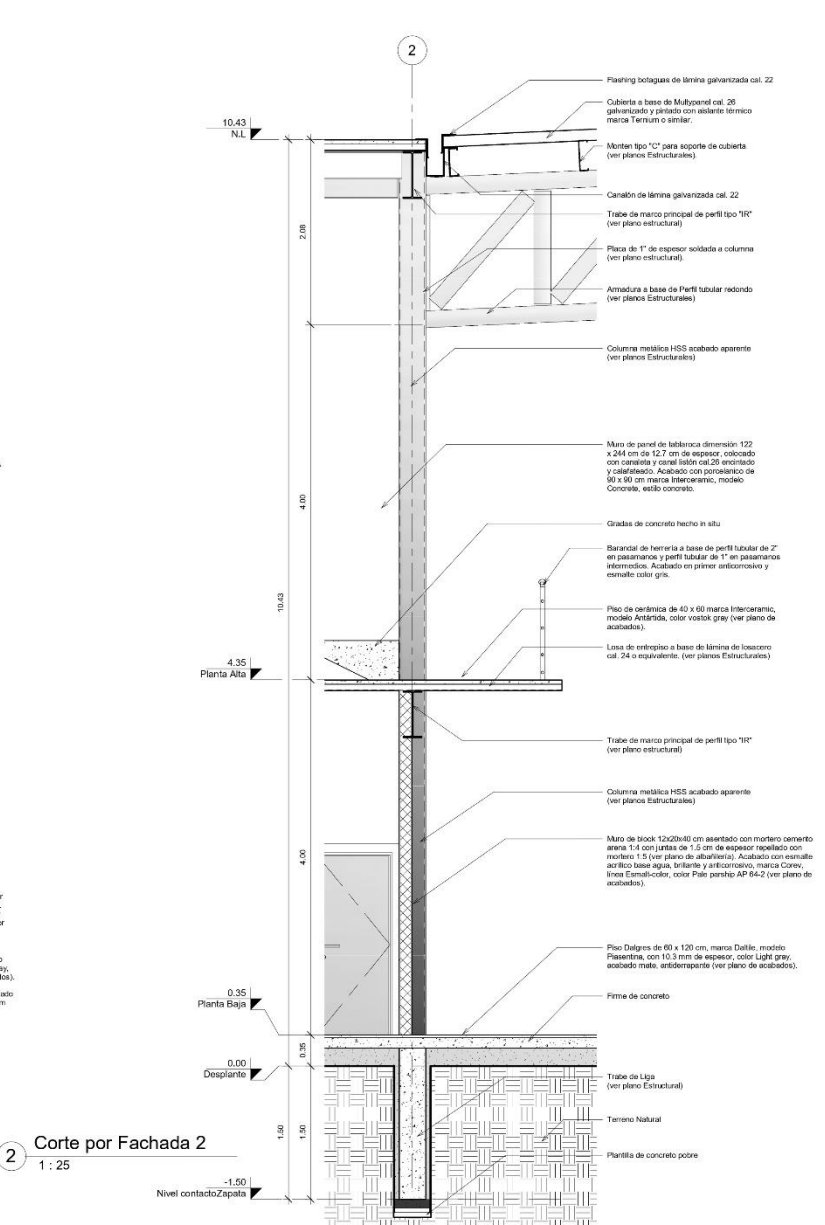 2
Flashing botaguas de lámina galvanizada cal. 22
Cubierta a base de Multypanel cal. 26
galvanizado y pintado con aislante térmico
marca Ternium o similar.
10.43
N.L
Monten tipo "C" para soporte de cubierta
(ver planos Estructurales).
Canalón de lámina galvanizada cal. 22
Trabe de marco principal de perfil tipo "IR"
(ver plano estructural)
2.08
Placa de 1" de espesor soldada a columna
(ver plano estructural).
Armadura a base de Perfil tubular redondo
(ver planos Estructurales)
Columna metálica HSS acabado aparente
(ver planos Estructurales)
Muro de panel de tablaroca dimensión 122
x 244 cm de 12.7 cm de espesor, colocado
con canaleta y canal listón cal.26 encintado
y calafateado. Acabado con porcelanico de
90 x 90 cm marca Interceramic, modelo
Concrete, estilo concreto.
4.00
Gradas de concreto hecho in situ
Barandal de herrería a base de perfil tubular de 2"
en pasamanos y perfil tubular de 1" en pasamanos
intermedios. Acabado en primer anticorrosivo y
esmalte color gris.
10.43
Piso de cerámica de 40 x 60 marca Interceramic,
modelo Antártida, color vostok gray (ver plano de
acabados).
Losa de entrepiso a base de lámina de losacero
cal. 24 o equivalente. (ver planos Estructurales)
4.35
Planta Alta
Trabe de marco principal de perfil tipo "IR"
(ver plano estructural)
Columna metálica HSS acabado aparente
(ver planos Estructurales)
Muro de block 12x20x40 cm asentado con mortero cemento
arena 1:4 con juntas de 1.5 cm de espesor repellado con
mortero 1:5 (ver plano de albañilería). Acabado con esmalte
acrílico base agua, brillante y anticorrosivo, marca Corev,
línea Esmalt-color, color Pale parship AP 64-2 (ver plano de
acabados).
4.00
Piso Dalgres de 60 x 120 cm, marca Daltile, modelo
Piasentina, con 10.3 mm de espesor, color Light gray,
acabado mate, antiderrapante (ver plano de acabados).
0.35
Planta Baja
Firme de concreto
0.35
0.00
Desplante
Trabe de Liga
(ver plano Estructural)
Terreno Natural
1.50
1.50
Plantilla de concreto pobre
2
Corte por Fachada 2
1 : 25
-1.50
Nivel contactoZapata